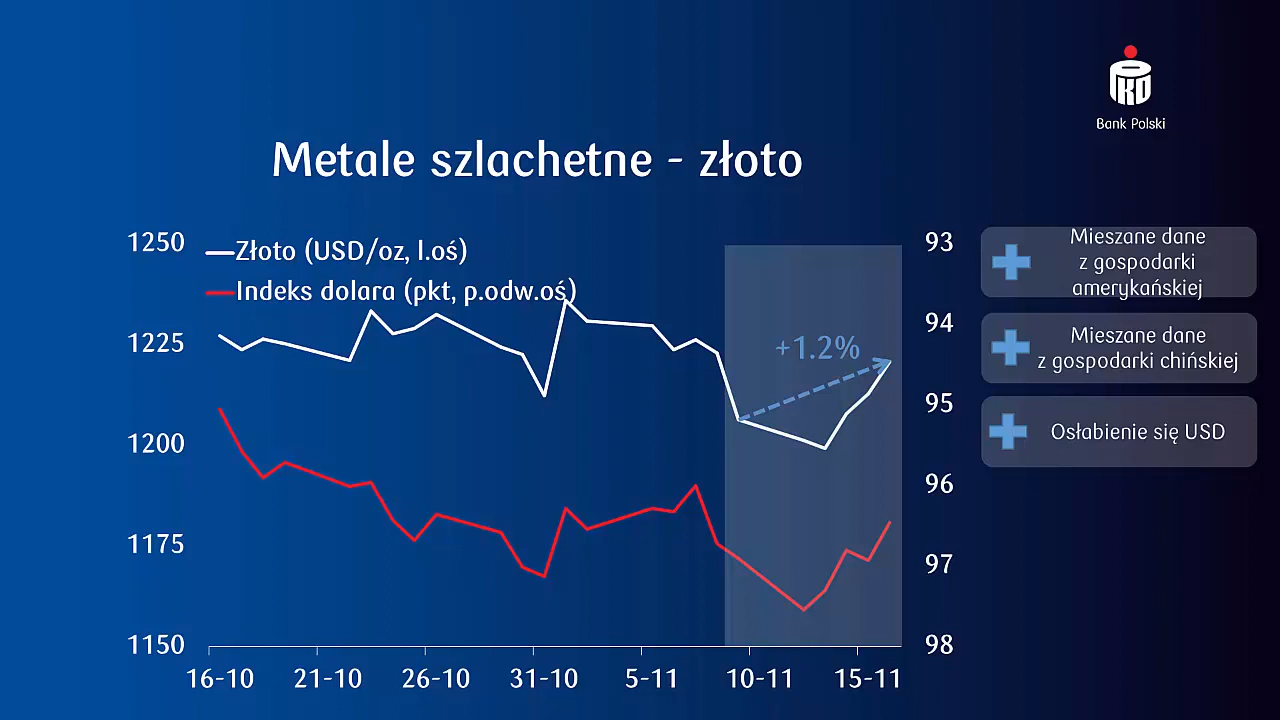 PKO
Bank Polski
Metale szlachetne - złoto
1250
1225
1200
1175
1150
Złoto (USD/oz, l.oś)
Indeks dolara (pkt, p.odw.oś)
+1.2%
93
94
95
96
97
98
16-10 21-10 26-10 31-10 5-11 10-11 15-11
Mieszane dane
z gospodarki
amerykańskiej
Mieszane dane
z gospodarki chińskiej
Osłabienie się USD